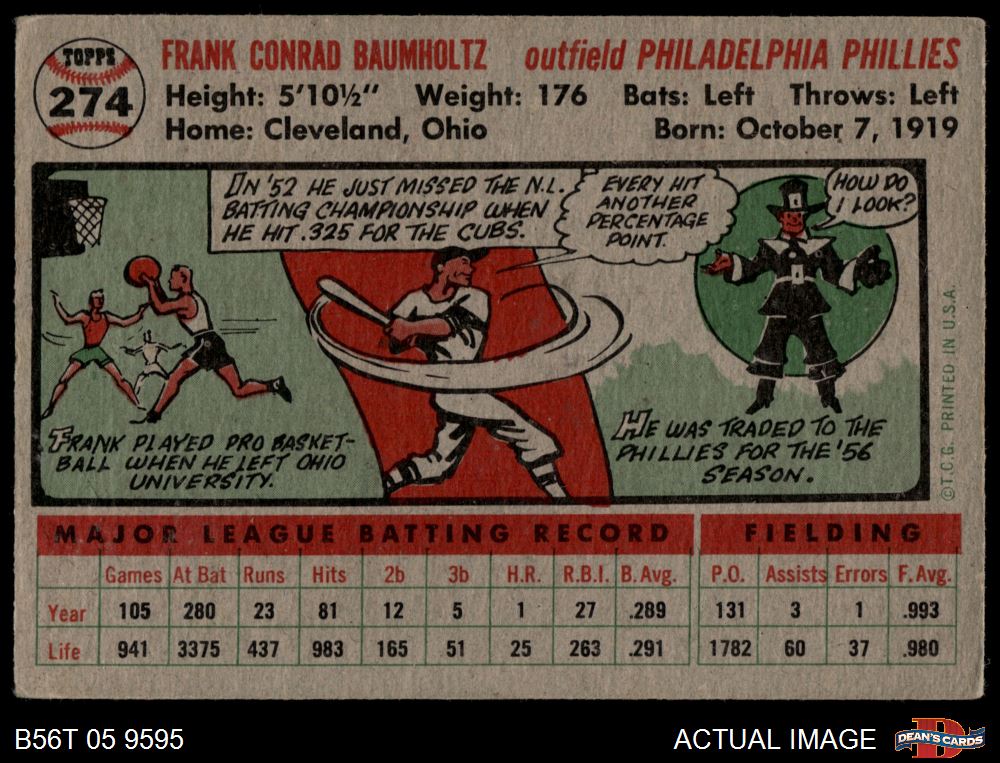 TOPPS
274
FRANK CONRAD BAUMHOLTZ outfield PHILADELPHIA PHILLIES
Height: 5'10½" Weight: 176 Bats: Left Throws: Left
Home: Cleveland, Ohio Born: October 7, 1919
IN '52 HE JUST MISSED THE N.L.
BATTING CHAMPIONSHIP WHEN
HE HIT .325 FOR THE CUBS.
EVERY HIT
ANOTHER
PERCENTAGE
POINT.
HOW DO
I LOOK?
FRANK PLAYED PRO BASKET-
BALL WHEN HE LEFT OHIO
UNIVERSITY.
HE WAS TRADED TO THE
PHILLIES FOR THE '56
SEASON.
©T.C.G. PRINTED IN U.S.A.
MAJOR LEAGUE BATTING RECORD FIELDING
Games At Bat Runs Hits 2b 3b H.R. R.B.I. B. Avg. P.O. Assists Errors F. Avg.
Year 105 280 23 81 12 5 1 27 .289 131 3 1 .993
Life 941 3375 437 983 165 51 25 263 .291 1782 60 37 .980
B56T 05 9595
ACTUAL IMAGE
DEAN'S CARDS